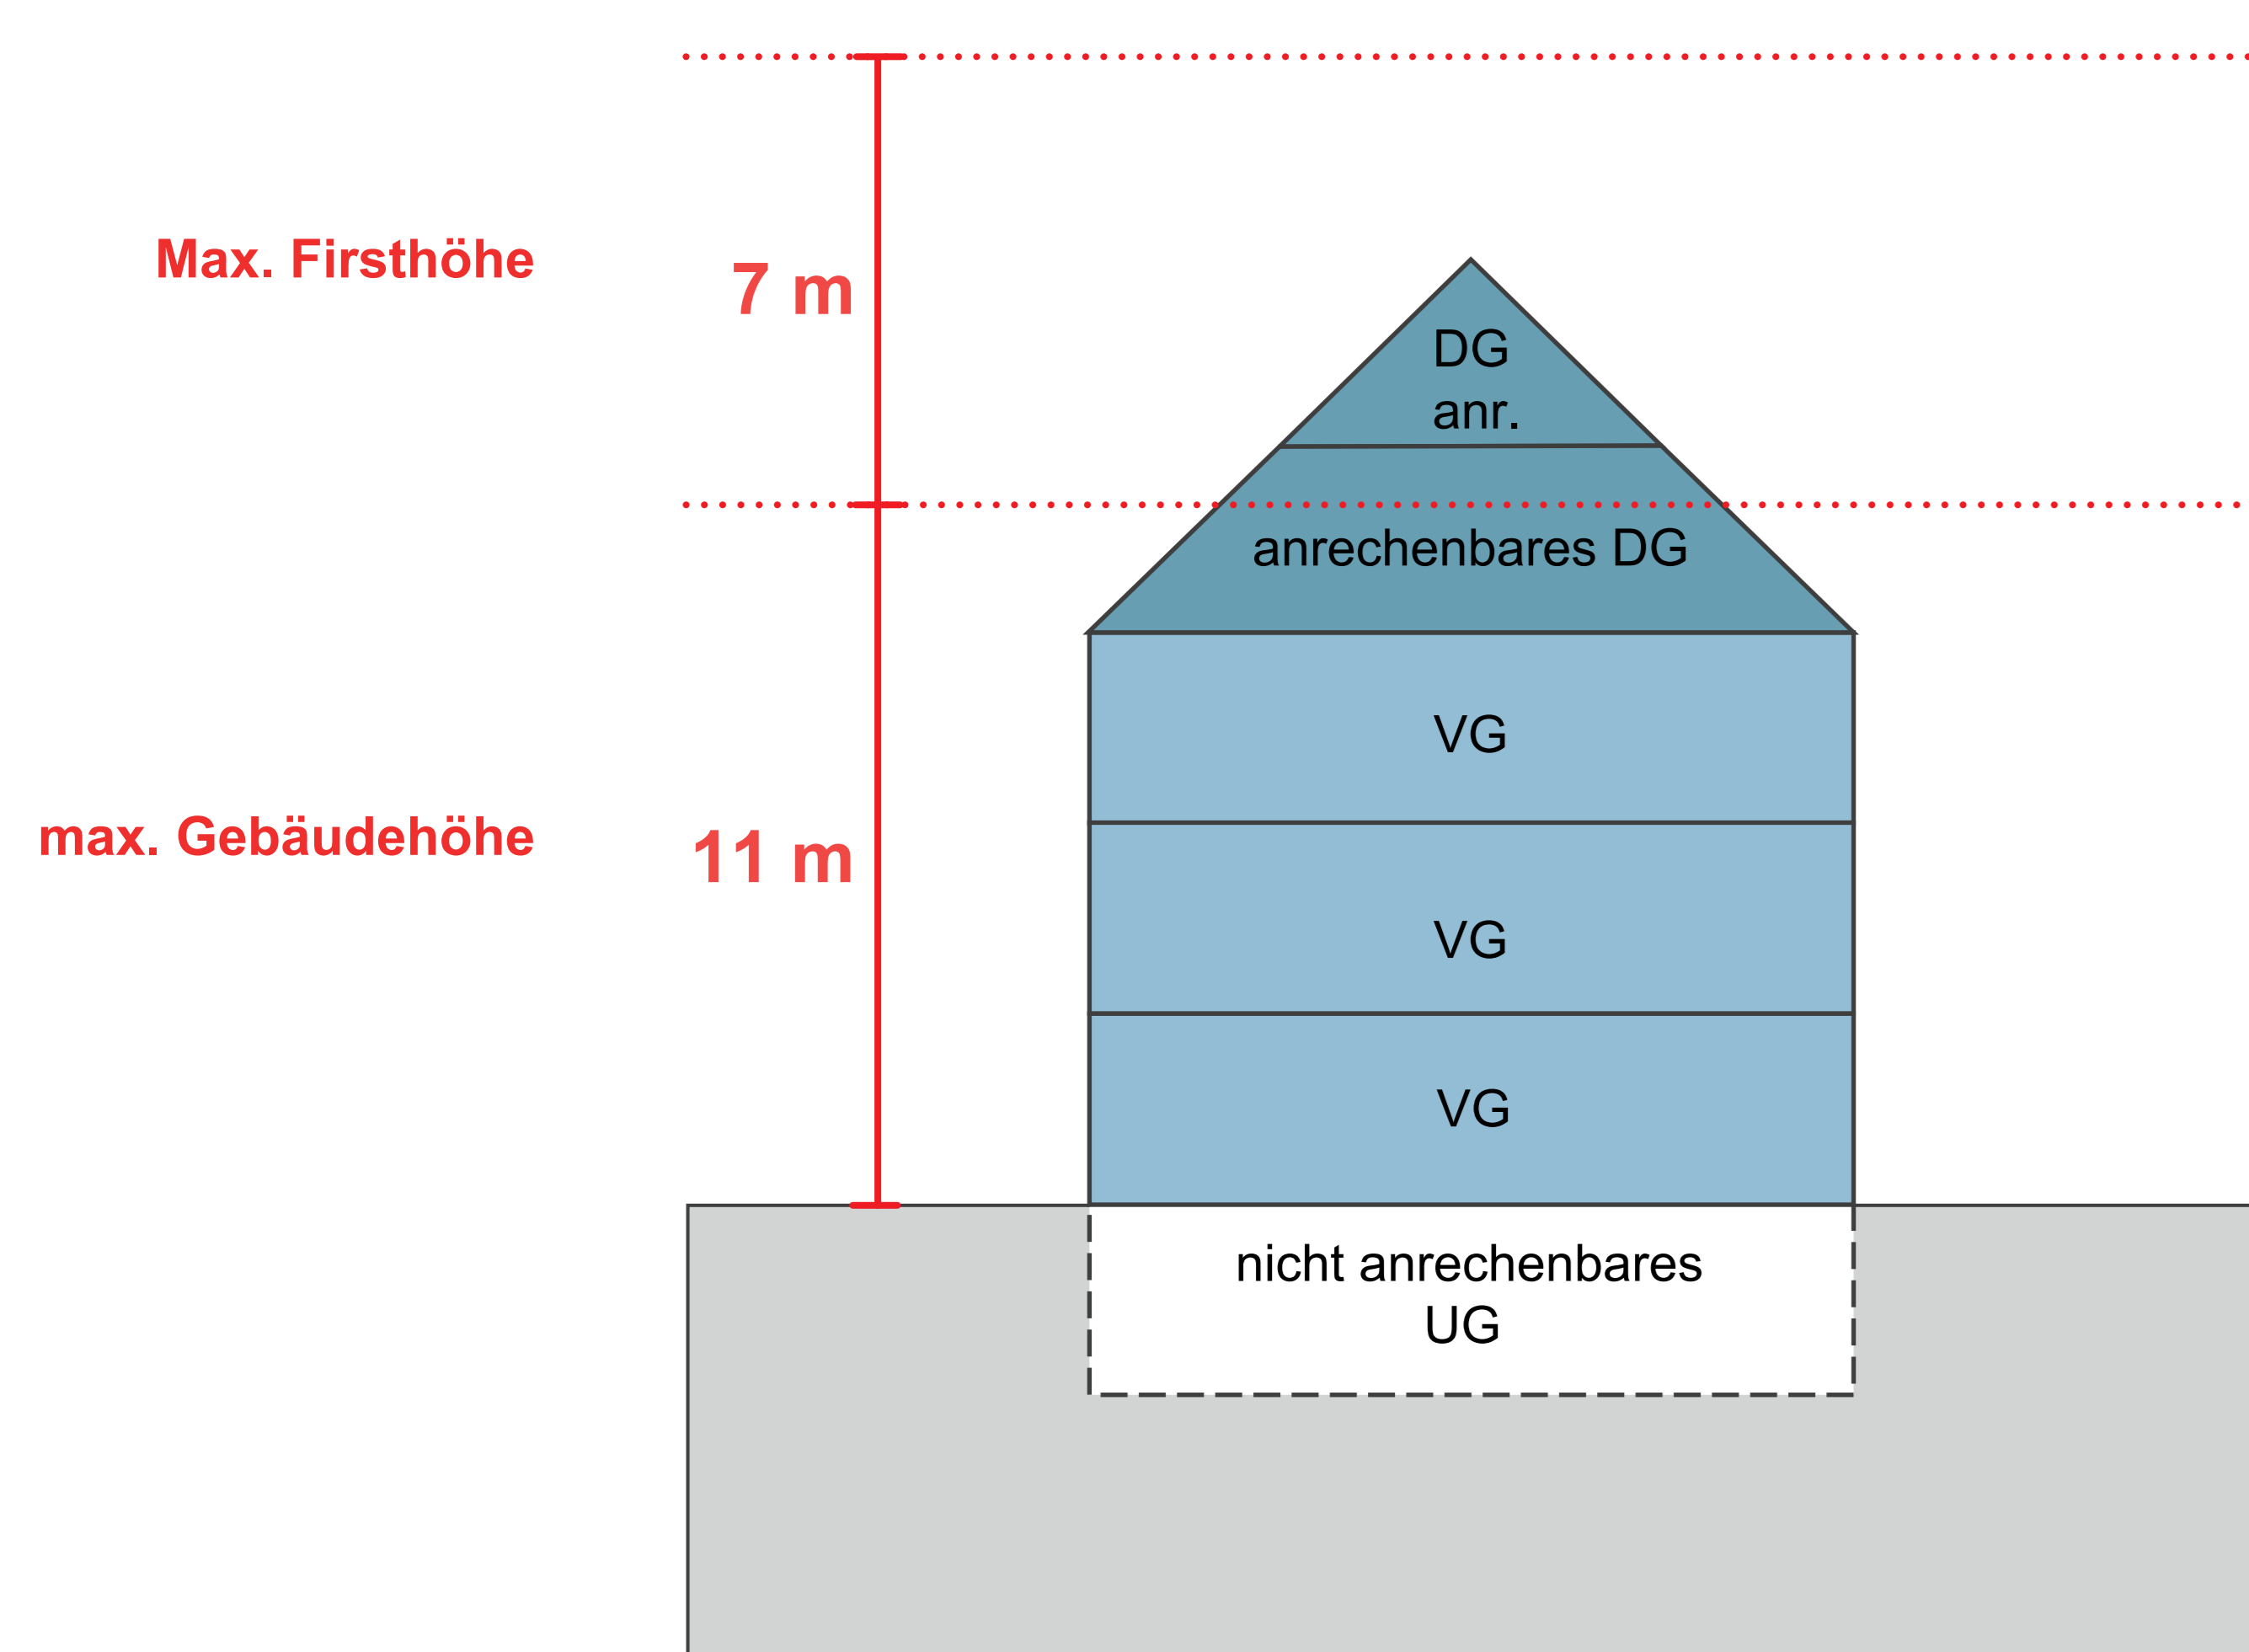 Max. Firsthöhe
7 m
DG
anr.
anrechenbares DG
VG
max. Gebäudehöhe
11 m
VG
VG
nicht anrechenbares
UG